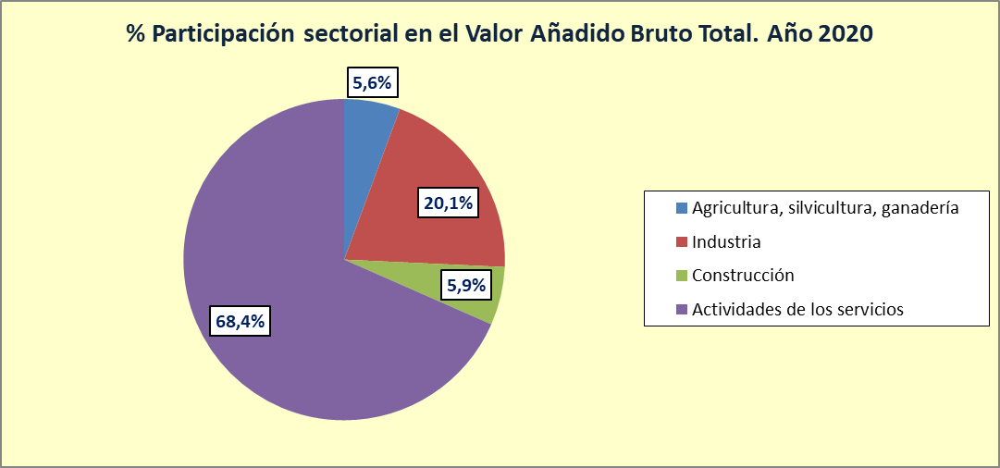 % Participación sectorial en el Valor Añadido Bruto Total. Año 2020
5,6%
20,1%
5,9%
68,4%
Agricultura, silvicultura, ganadería
Industria
Construcción
Actividades de los servicios